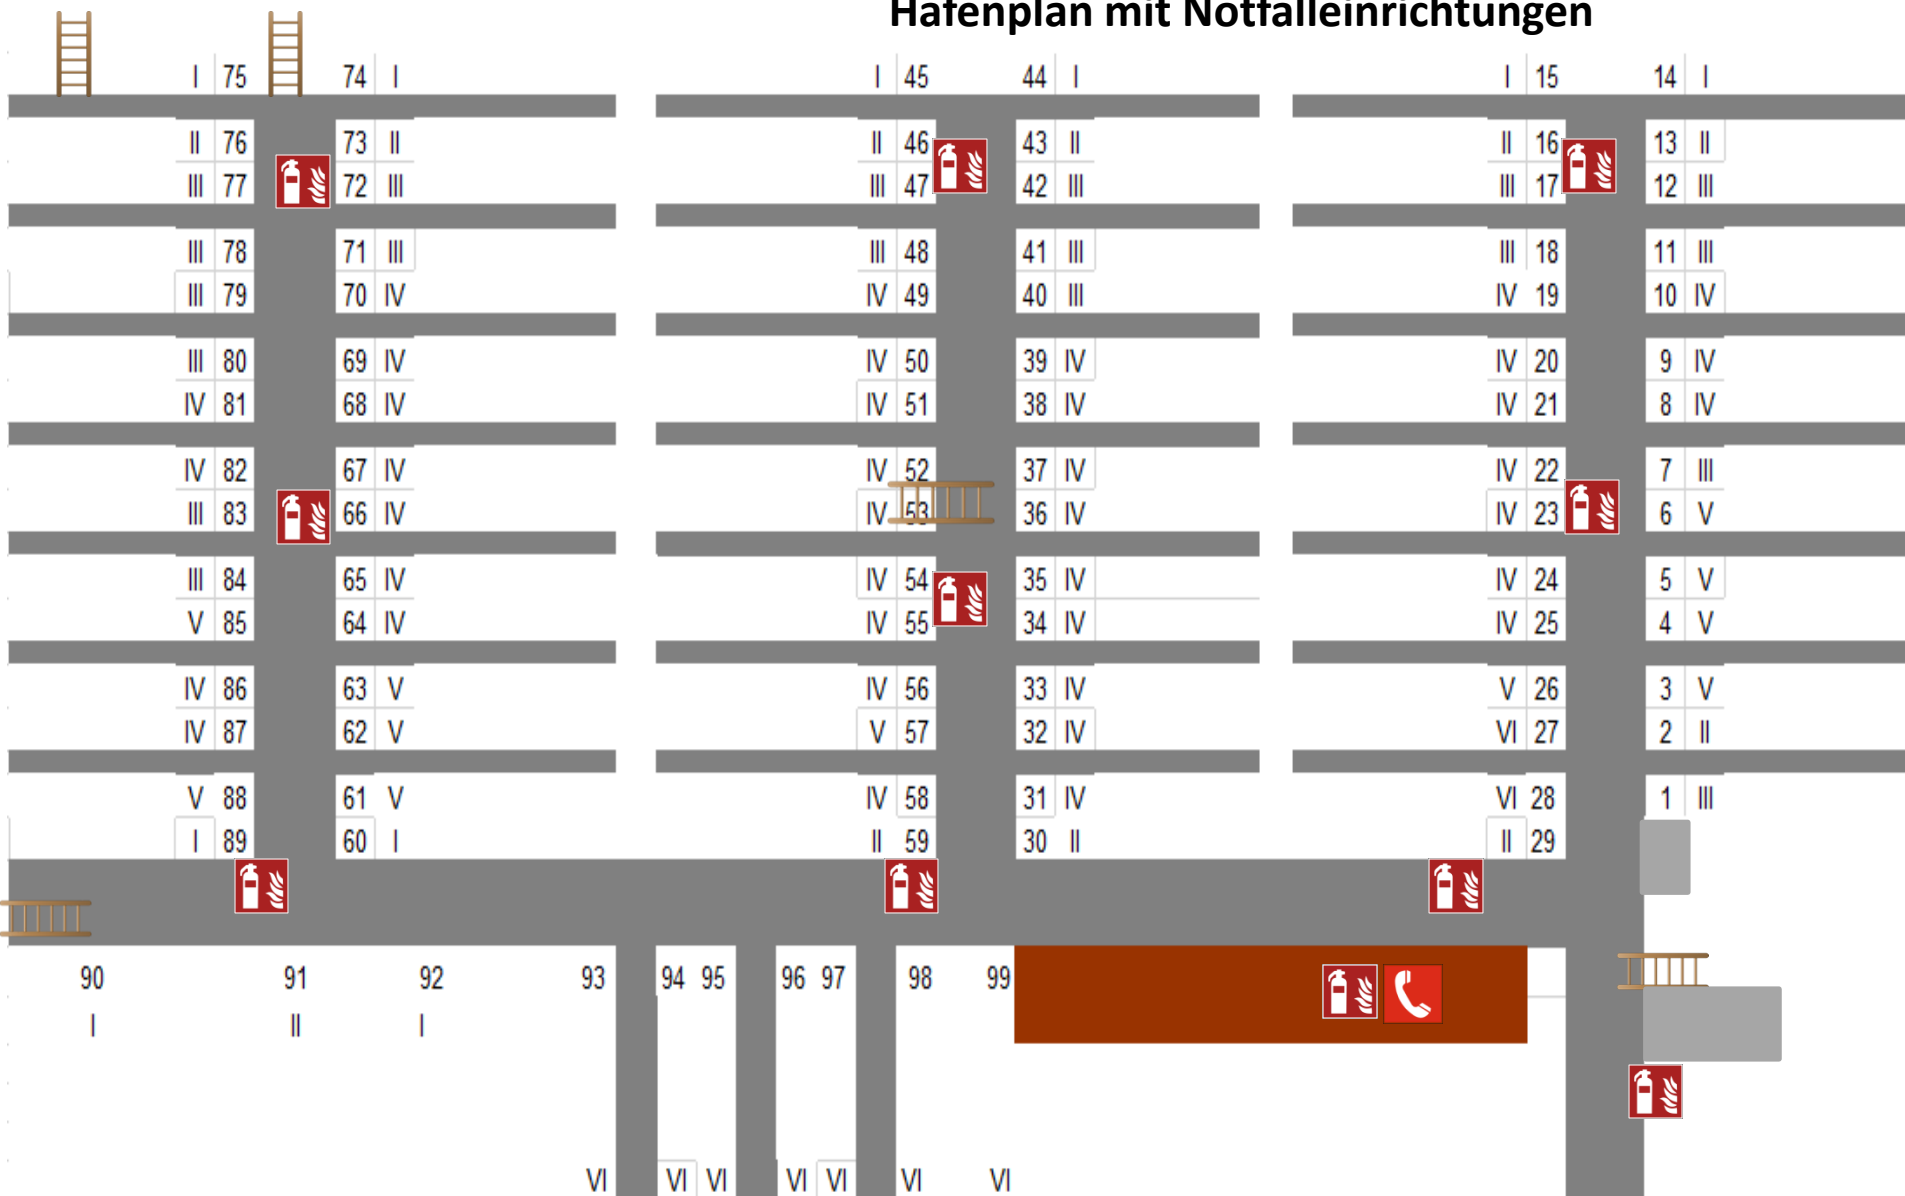 Hafenplan mit Notfalleinrichtungen
I 75 74 I I 45 44 I I 15 14 I
II 76 73 II II 46 43 II II 16 13 II
III 77 72 III III 47 42 III III 17 12 III
III 78 71 III III 48 41 III III 18 11 III
III 79 70 IV IV 49 40 III IV 19 10 IV
III 80 69 IV IV 50 39 IV IV 20 9 IV
IV 81 68 IV IV 51 38 IV IV 21 8 IV
IV 82 67 IV IV 52 37 IV IV 22 7 III
III 83 66 IV IV 53 36 IV IV 23 6 V
III 84 65 IV IV 54 35 IV IV 24 5 V
V 85 64 IV IV 55 34 IV IV 25 4 V
IV 86 63 V IV 56 33 IV V 26 3 V
IV 87 62 V V 57 32 IV VI 27 2 II
V 88 61 V IV 58 31 IV VI 28 1 III
I 89 60 I II 59 30 II II 29
90 91 92 93 94 95 96 97 98 99
I II I
VI VI VI VI VI VI VI